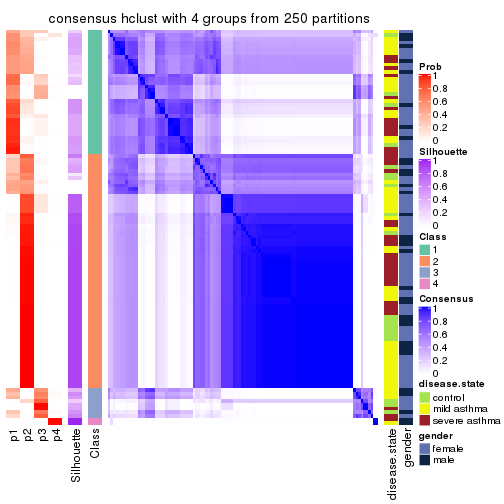 consensus hclust with 4 groups from 250 partitions
Prob
1
0.8
0.6
0.4
0.2
0
Silhouette
1
0.8
0.6
0.4
0.2
0
Class
1
2
3
4
Consensus
1
0.8
0.6
0.4
0.2
0
disease.state
control
mild asthma
severe asthma
gender
female
male
p1
p2
p3
p4
Silhouette
Class
disease.state
gender